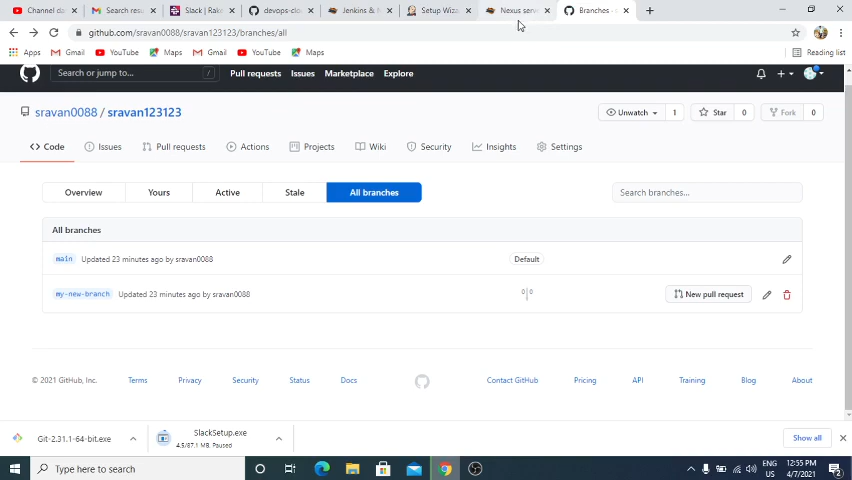 Channel da
Search resu
Slack | Rake
devops-clou
Jenkins & N
Setup Wiza
Nexus serve
Branches ·
github.com/sravan0088/sravan123123/branches/all
Apps Gmail YouTube Maps Gmail YouTube Maps Reading list
Search or jump to... / Pull requests Issues Marketplace Explore
sravan0088 / sravan123123 Unwatch 1 Star 0 Fork 0
Code Issues Pull requests Actions Projects Wiki Security Insights Settings
Overview Yours Active Stale All branches Search branches...
All branches
main Updated 23 minutes ago by sravan0088 Default
my-new-branch Updated 23 minutes ago by sravan0088 0 0 New pull request
© 2021 GitHub, Inc. Terms Privacy Security Status Docs Contact GitHub Pricing API Training Blog About
Git-2.31.1-64-bit.exe
SlackSetup.exe
4.5/87.1 MB, Paused
Show all
Type here to search
ENG
US
12:55 PM
4/7/2021
2